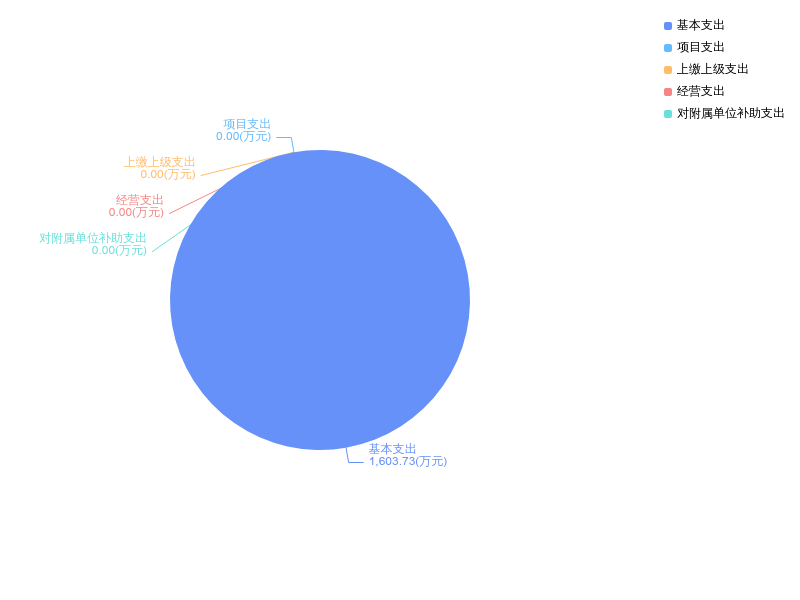 基本支出
项目支出
上缴上级支出
经营支出
对附属单位补助支出
项目支出
0.00(万元)
上缴上级支出
0.00(万元)
经营支出
0.00(万元)
对附属单位补助支出
0.00(万元)
基本支出
1,603.73(万元)